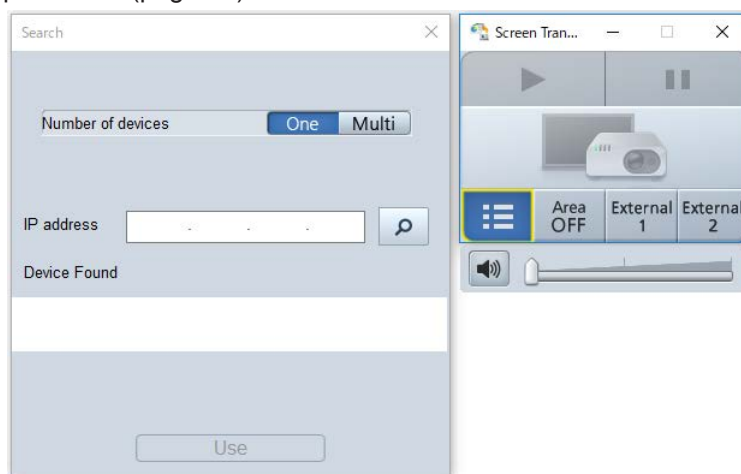 Search
Number of devices One Multi
IP address . . .
Device Found
Use
Screen Tran...
Area OFF
External 1
External 2